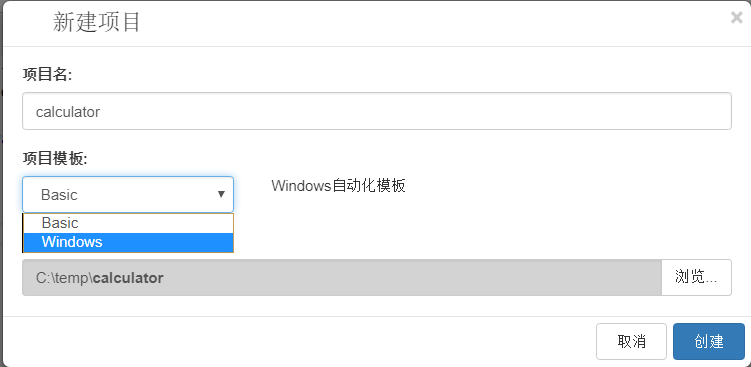 新建项目
×
项目名:
calculator
项目模板:
Basic
Windows自动化模板
Basic
Windows
C:\temp\calculator
浏览...
取消
创建